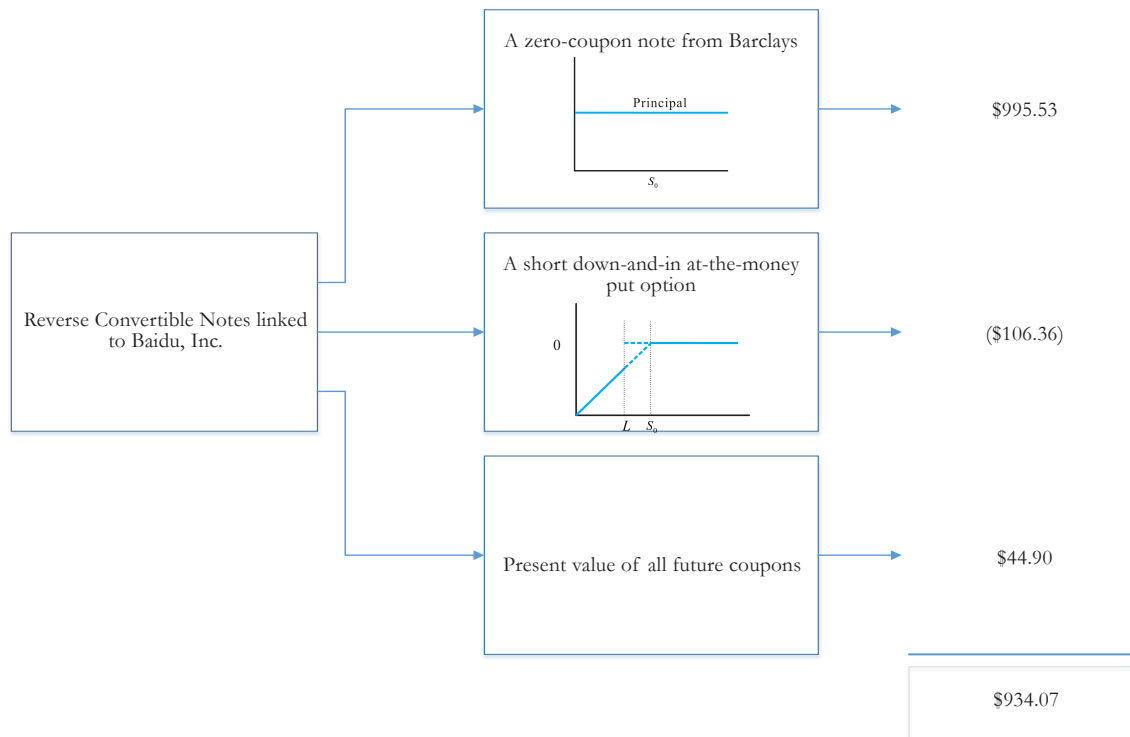 A zero-coupon note from Barclays
Principal
S₀
$995.53
Reverse Convertible Notes linked
to Baidu, Inc.
A short down-and-in at-the-money
put option
0
L S₀
($106.36)
Present value of all future coupons
$44.90
$934.07